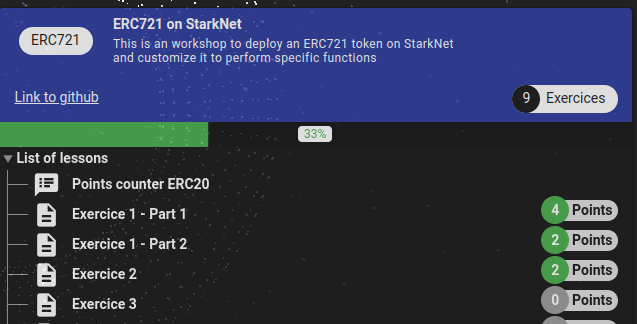 ERC721
ERC721 on StarkNet
This is an workshop to deploy an ERC721 token on StarkNet
and customize it to perform specific functions
Link to github
9 Exercices
33%
List of lessons
Points counter ERC20
Exercice 1 - Part 1
4 Points
Exercice 1 - Part 2
2 Points
Exercice 2
2 Points
Exercice 3
0 Points